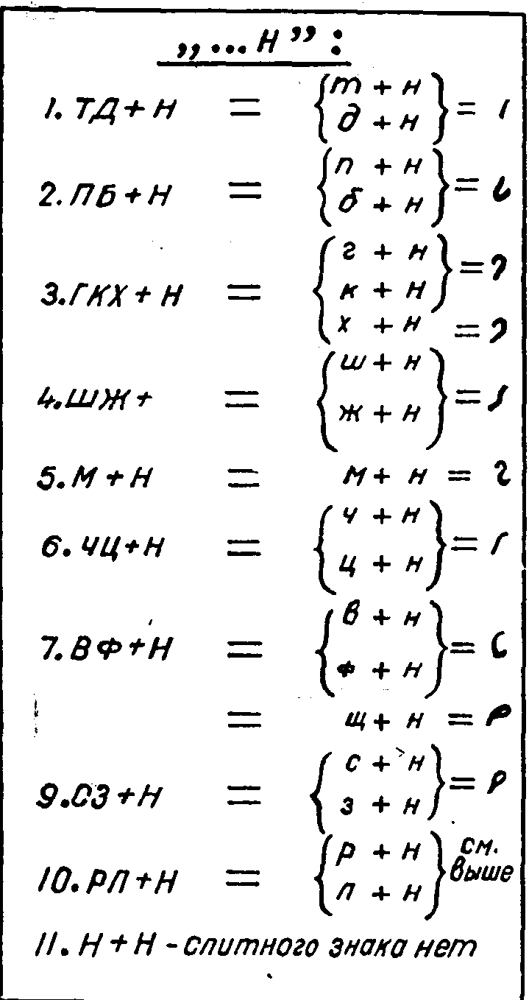 „...н”:
1. ТД + Н = { т + н
д + н } =
2. ПБ + Н = { п + н
б + н } =
3. ГКХ + Н = { г + н
к + н } =
х + н =
4. ШЖ + = { ш + н
ж + н } =
5. М + Н = м + н =
6. ЧЦ + Н = { ч + н
ц + н } =
7. ВФ + Н = { в + н
ф + н } =
= щ + н =
9. СЗ + Н = { с + н
з + н } =
10. РЛ + Н = { р + н
л + н } см. выше
11. Н + Н - слитного знака нет